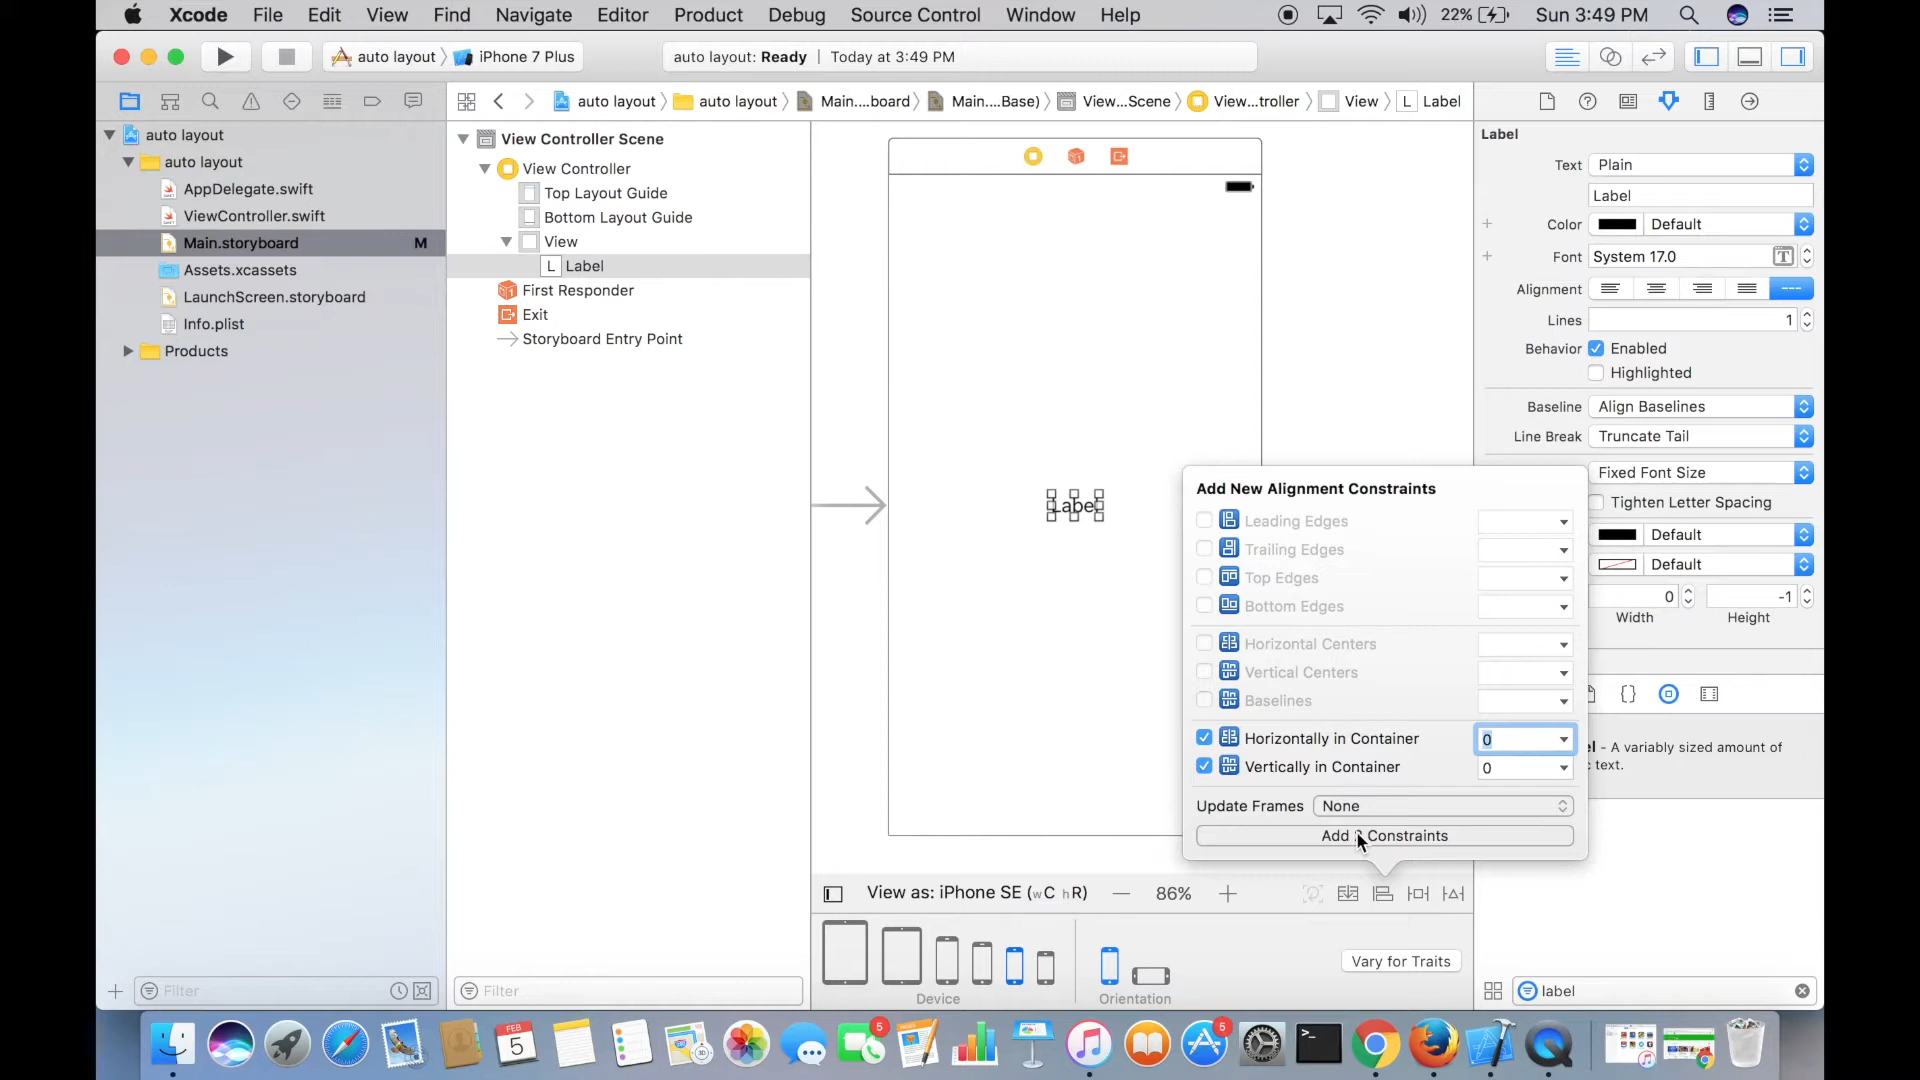 Xcode File Edit View Find Navigate Editor Product Debug Source Control Window Help 22% Sun 3:49 PM
auto layout iPhone 7 Plus auto layout: Ready | Today at 3:49 PM
auto layout auto layout Main....board Main....Base) View...Scene View...troller View L Label
auto layout
auto layout
AppDelegate.swift
ViewController.swift
Main.storyboard M
Assets.xcassets
LaunchScreen.storyboard
Info.plist
Products
Filter
View Controller Scene
View Controller
Top Layout Guide
Bottom Layout Guide
View
L Label
First Responder
Exit
Storyboard Entry Point
Filter
Label
Add New Alignment Constraints
Leading Edges
Trailing Edges
Top Edges
Bottom Edges
Horizontal Centers
Vertical Centers
Baselines
Horizontally in Container 0
Vertically in Container 0
Update Frames None
Add 2 Constraints
View as: iPhone SE (wC hR) — 86% +
Device
Orientation
Vary for Traits
Label
Text Plain
Label
Color Default
Font System 17.0 T
Alignment
Lines 1
Behavior Enabled
Highlighted
Baseline Align Baselines
Line Break Truncate Tail
Fixed Font Size
Tighten Letter Spacing
Default
Default
0 -1
Width Height
{}
el - A variably sized amount of
c text.
label
FEB
5
3D
5
5